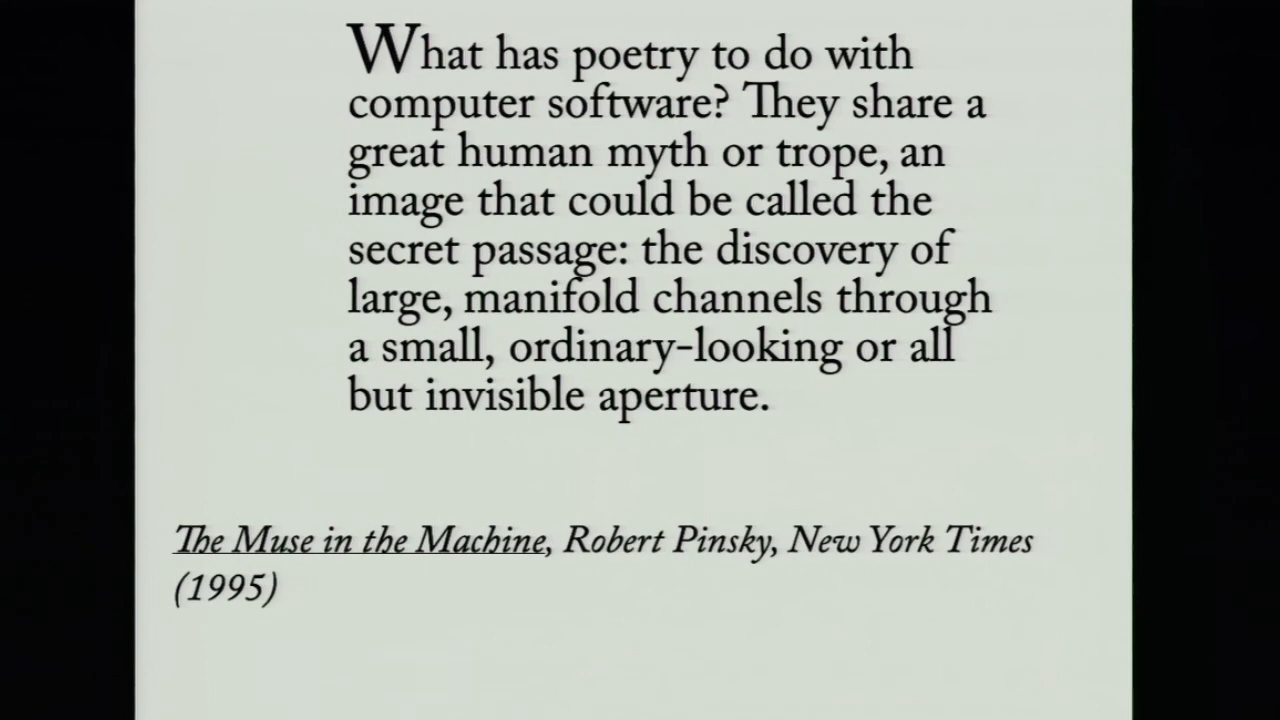 What has poetry to do with
computer software? They share a
great human myth or trope, an
image that could be called the
secret passage: the discovery of
large, manifold channels through
a small, ordinary-looking or all
but invisible aperture.
The Muse in the Machine, Robert Pinsky, New York Times
(1995)